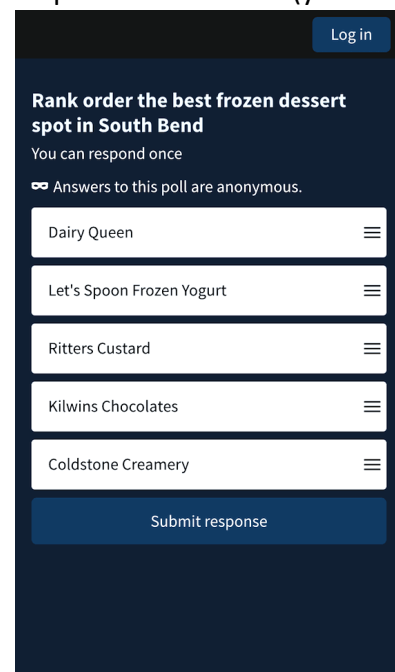 Log in
Rank order the best frozen dessert
spot in South Bend
You can respond once
Answers to this poll are anonymous.
Dairy Queen
Let's Spoon Frozen Yogurt
Ritters Custard
Kilwins Chocolates
Coldstone Creamery
Submit response